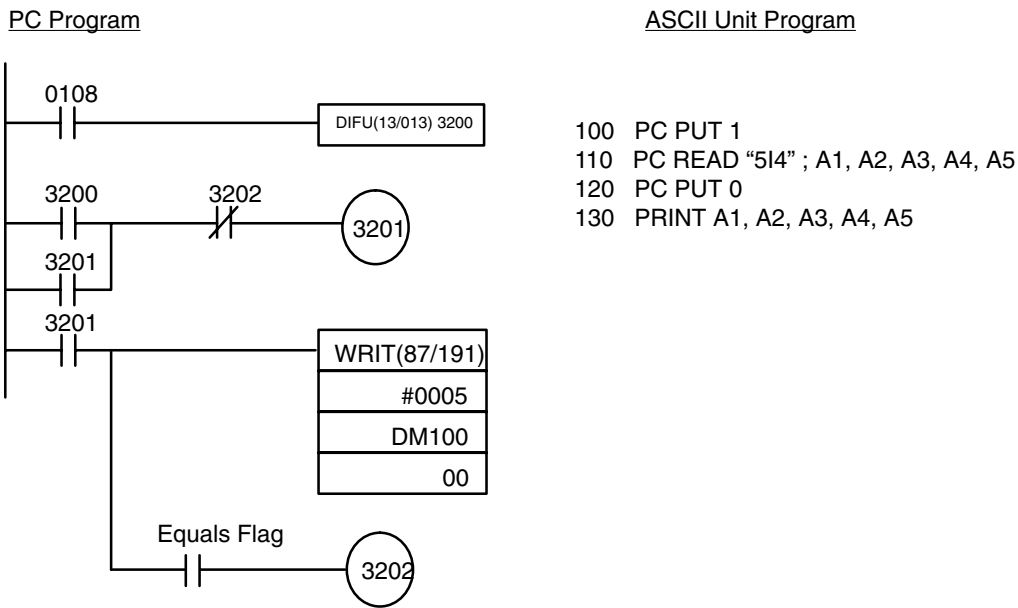 PC Program
ASCII Unit Program
0108
DIFU(13/013) 3200
3200
3202
3201
3201
3201
WRIT(87/191)
#0005
DM100
00
Equals Flag
3202
100 PC PUT 1
110 PC READ “5I4” ; A1, A2, A3, A4, A5
120 PC PUT 0
130 PRINT A1, A2, A3, A4, A5